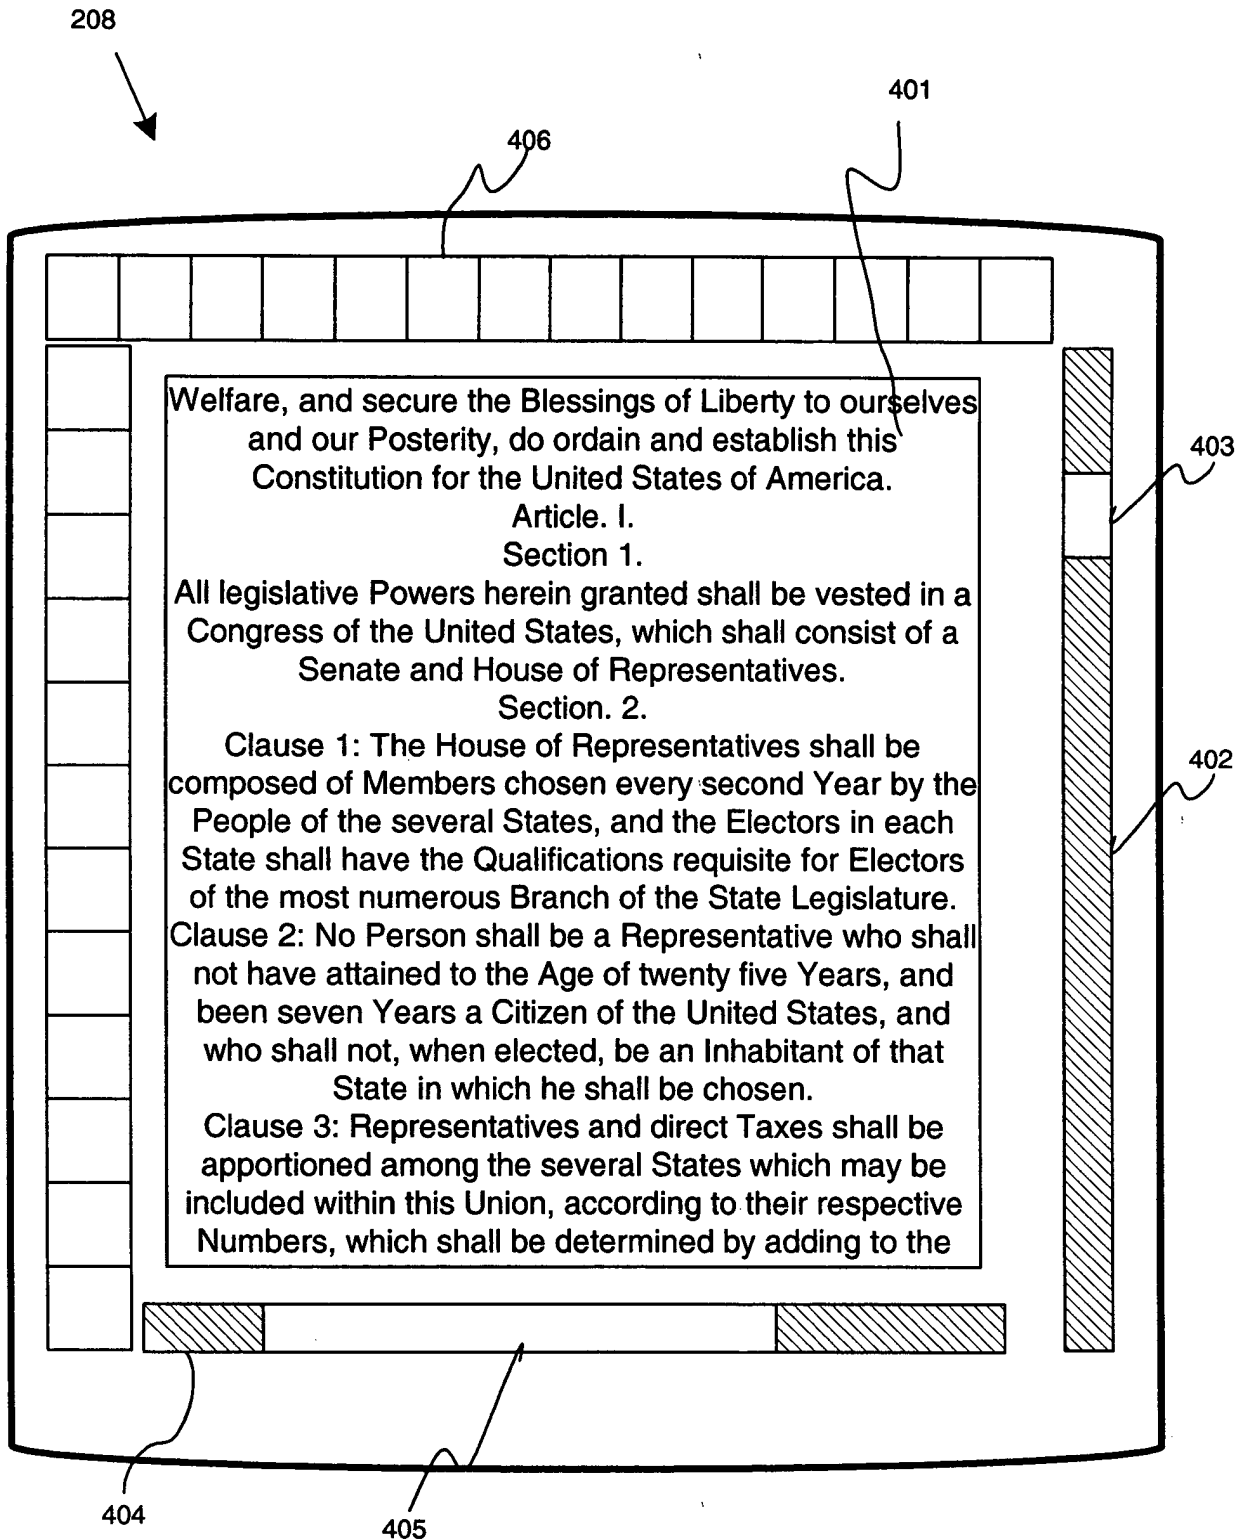 208
401
406
Welfare, and secure the Blessings of Liberty to ourselves
and our Posterity, do ordain and establish this
Constitution for the United States of America.
Article. I.
Section 1.
All legislative Powers herein granted shall be vested in a
Congress of the United States, which shall consist of a
Senate and House of Representatives.
Section. 2.
Clause 1: The House of Representatives shall be
composed of Members chosen every second Year by the
People of the several States, and the Electors in each
State shall have the Qualifications requisite for Electors
of the most numerous Branch of the State Legislature.
Clause 2: No Person shall be a Representative who shall
not have attained to the Age of twenty five Years, and
been seven Years a Citizen of the United States, and
who shall not, when elected, be an Inhabitant of that
State in which he shall be chosen.
Clause 3: Representatives and direct Taxes shall be
apportioned among the several States which may be
included within this Union, according to their respective
Numbers, which shall be determined by adding to the
403
402
404
405